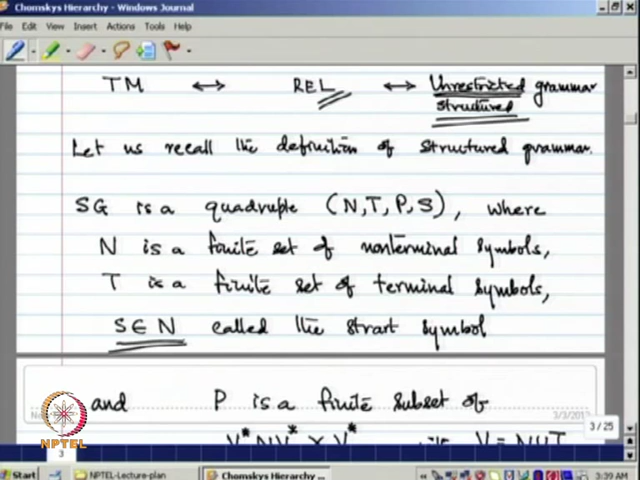 Chomskys Hierarchy - Windows Journal
File Edit View Insert Actions Tools Help
TM ↔ REL ↔ Unrestricted grammar
structured
Let us recall the definition of structured grammar.
SG is a quadruple (N,T,P,S), where
N is a finite set of nonterminal symbols,
T is a finite set of terminal symbols,
S∈N called the strart symbol
and P is a finite subset of
3 / 25
V* N V* × V* V = N∪T
NPTEL
3
Start NPTEL-Lecture-plan Chomskys Hierarchy - ... 3:39 AM